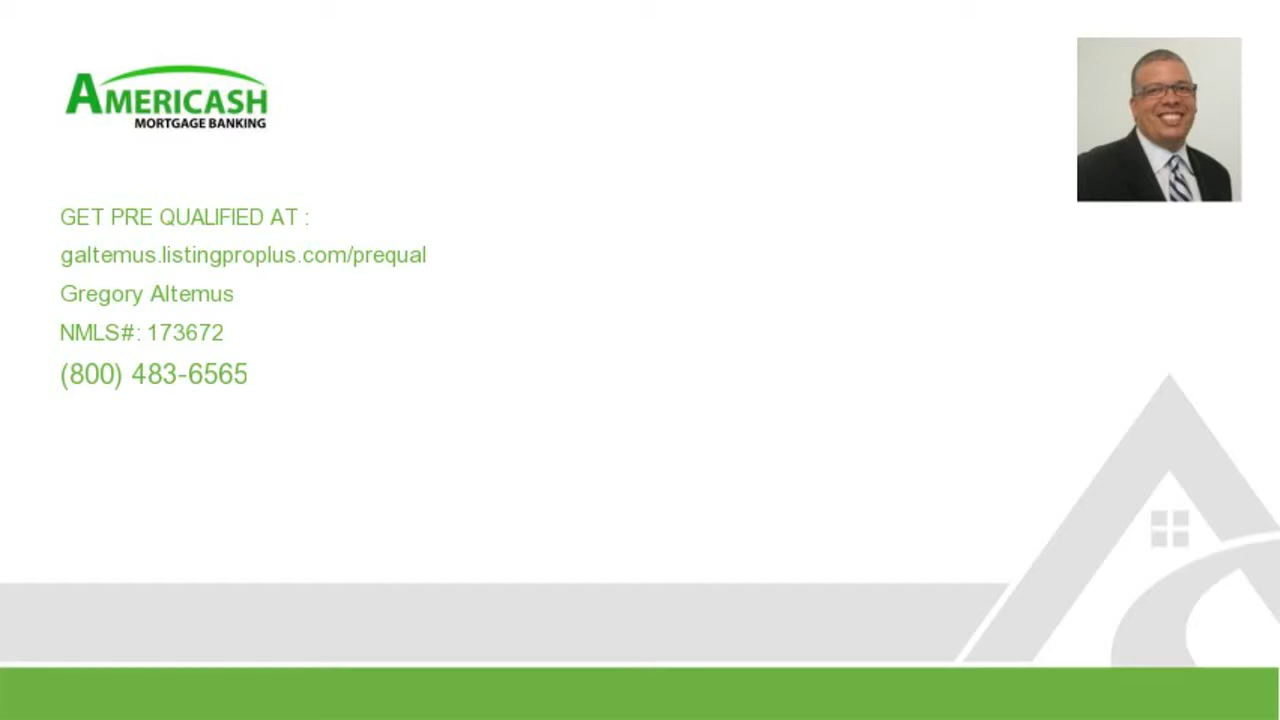 AMERICASH
MORTGAGE BANKING
GET PRE QUALIFIED AT :
galtemus.listingproplus.com/prequal
Gregory Altemus
NMLS#: 173672
(800) 483-6565